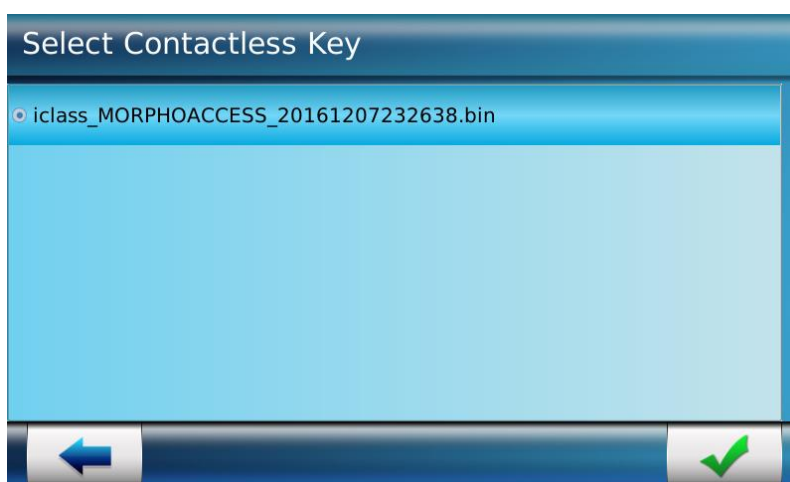 Select Contactless Key
iclass_MORPHOACCESS_20161207232638.bin